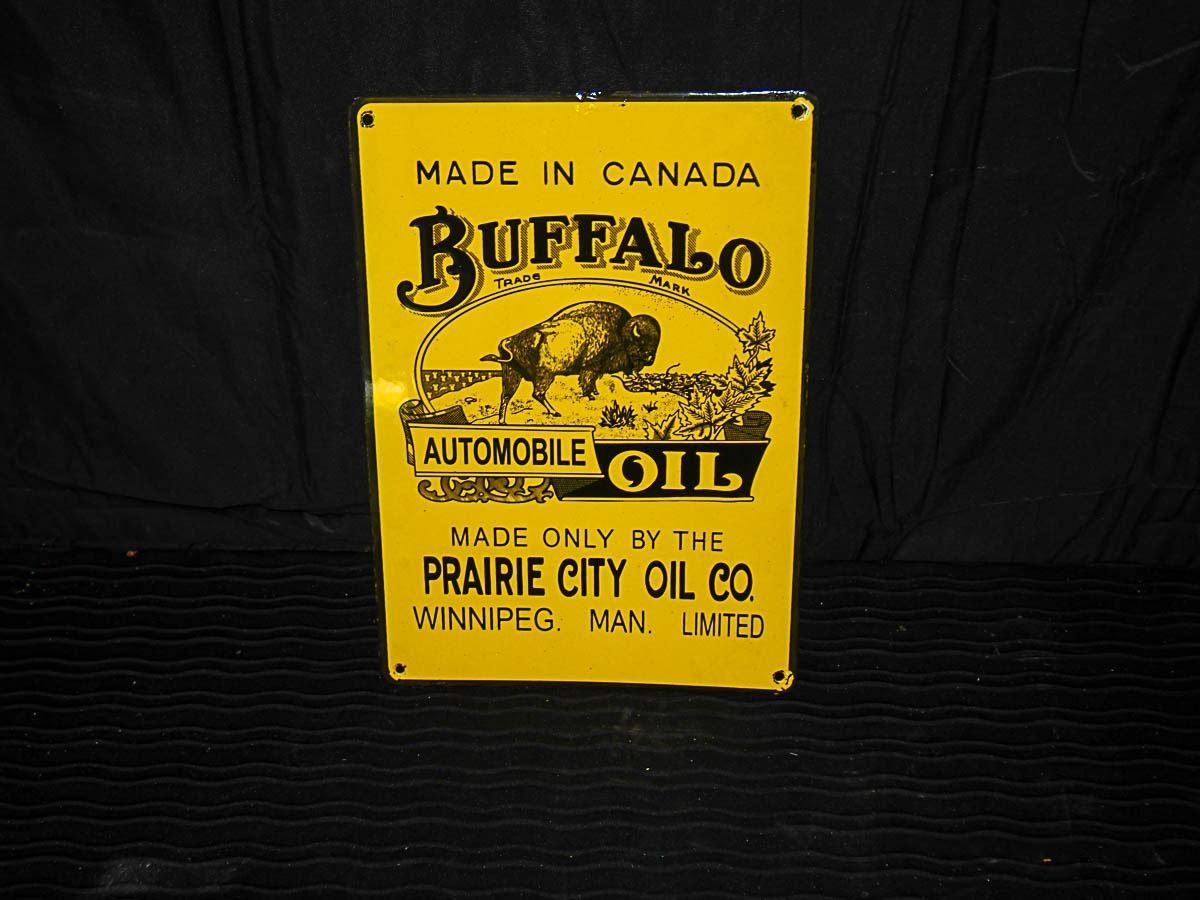 MADE IN CANADA
BUFFALO
TRADE MARK
AUTOMOBILE OIL
MADE ONLY BY THE
PRAIRIE CITY OIL CO.
WINNIPEG. MAN. LIMITED